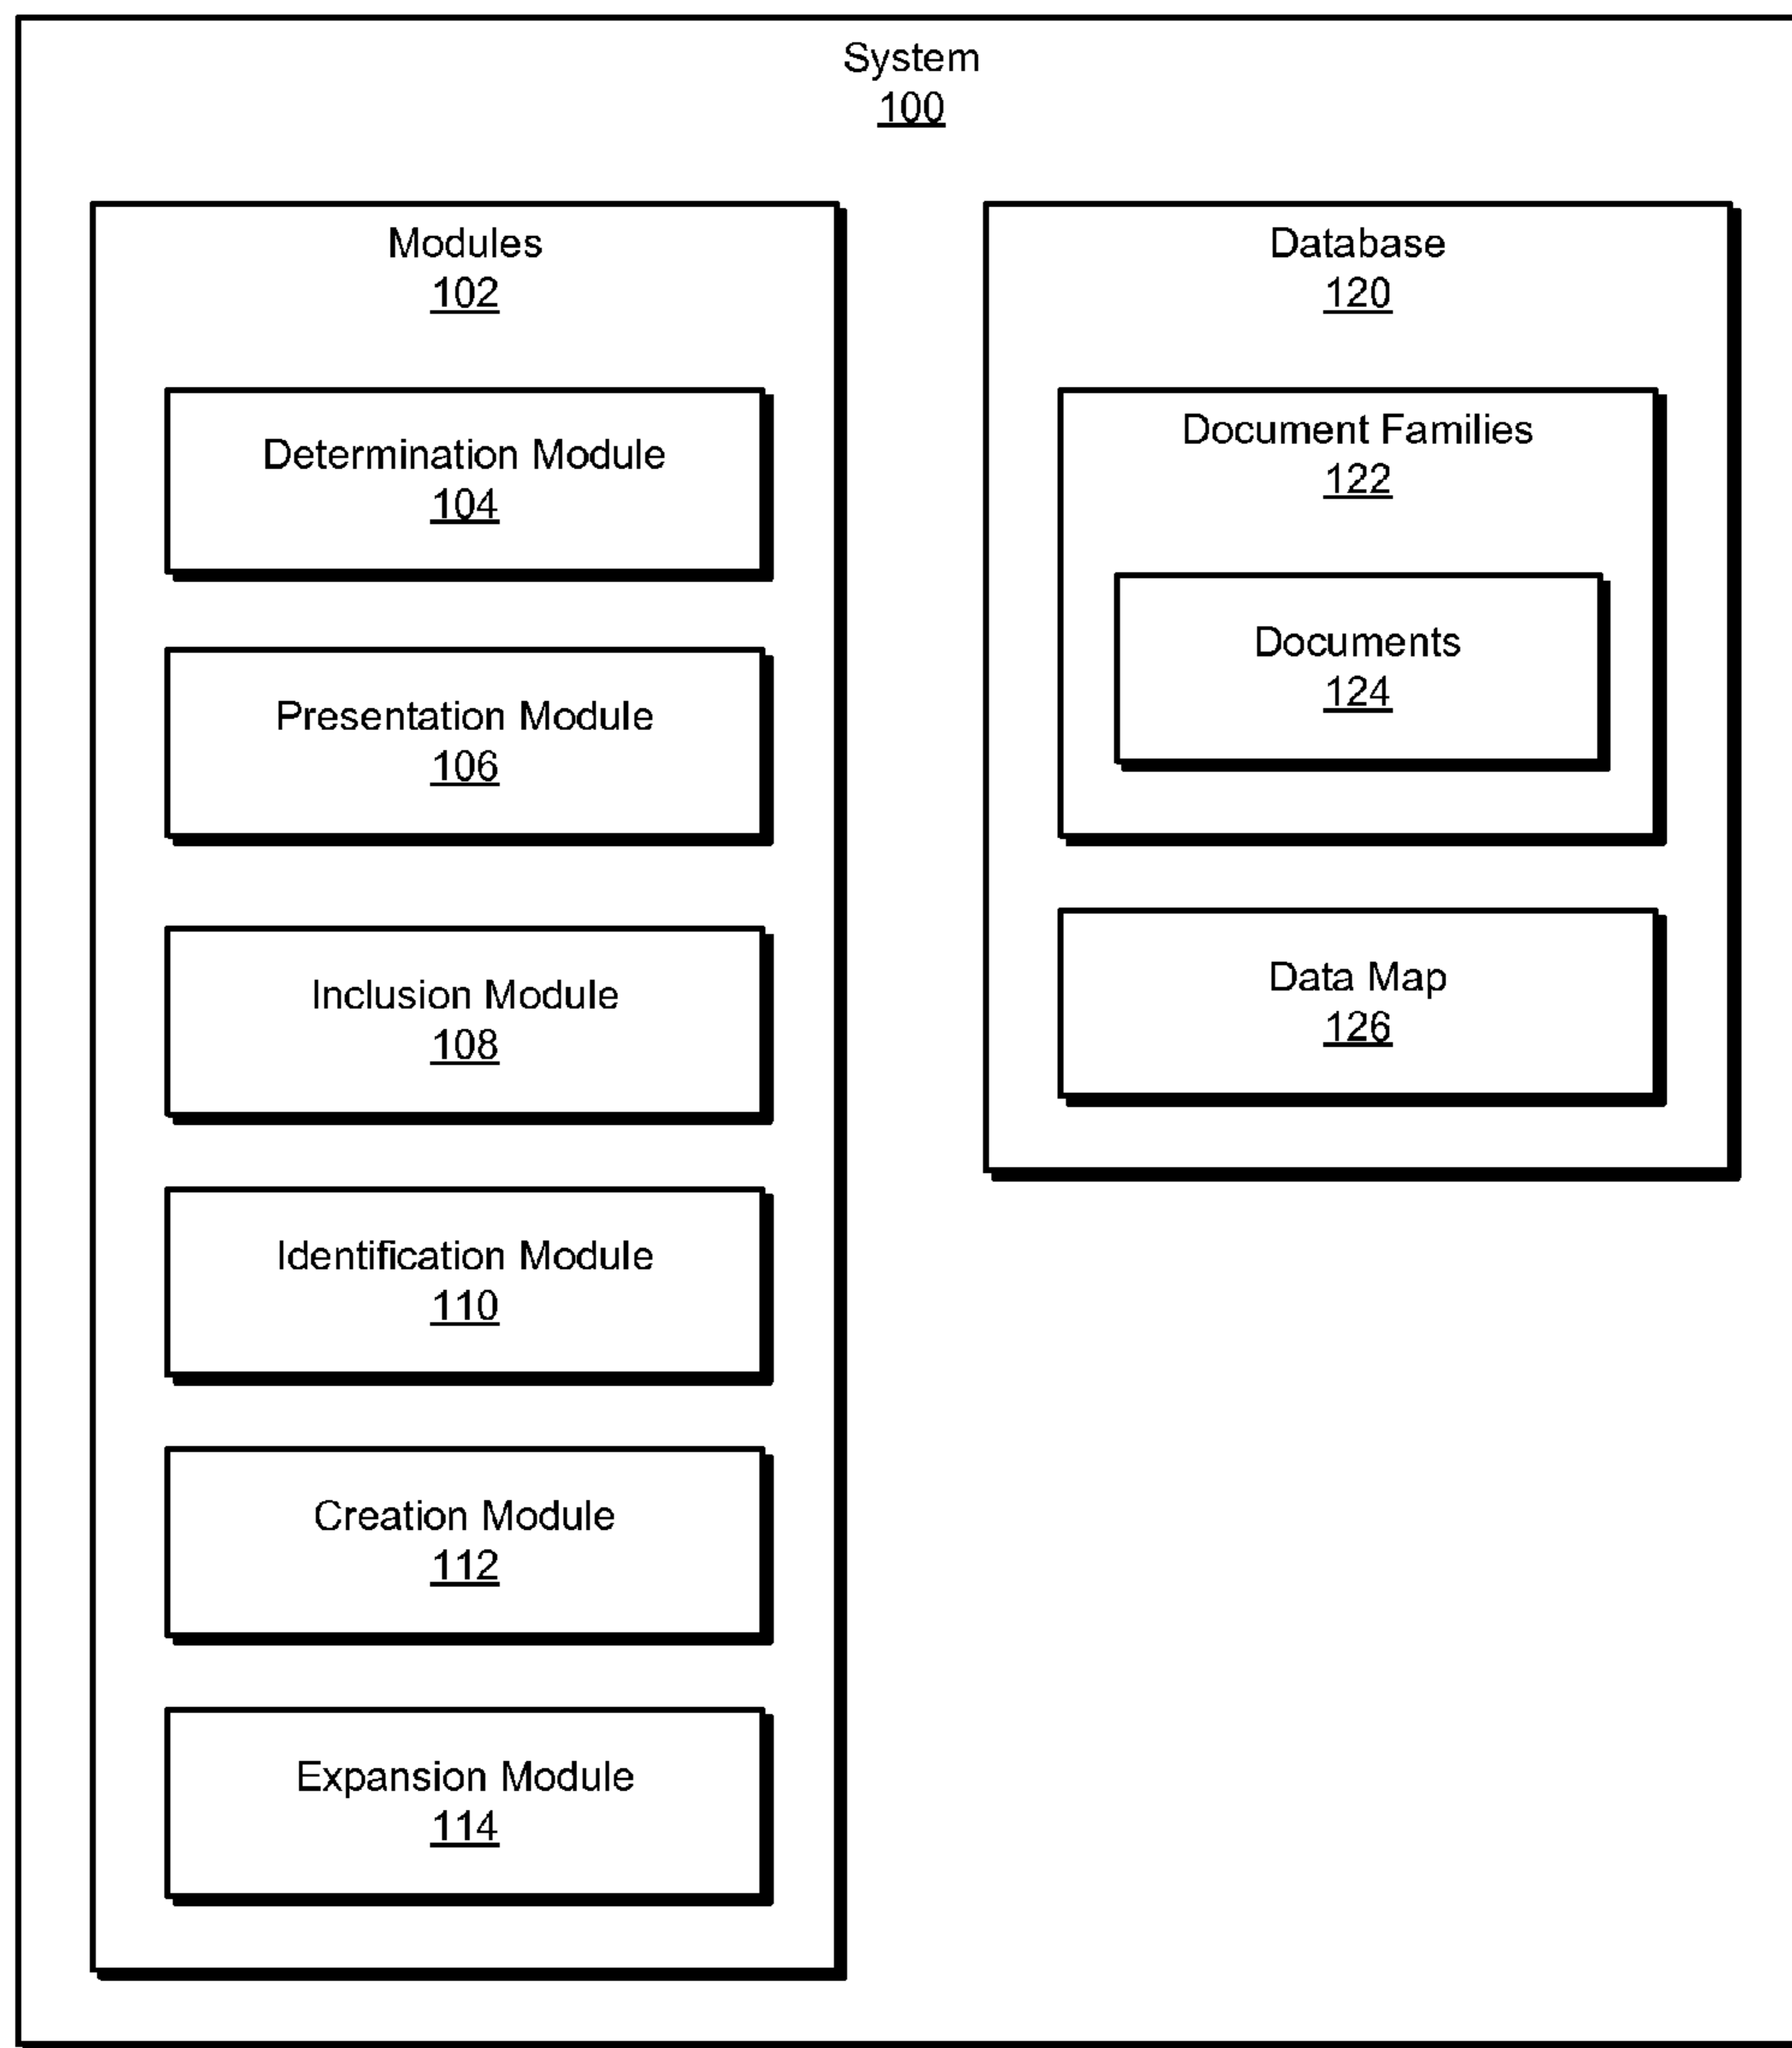 System
100
Modules
102
Determination Module
104
Presentation Module
106
Inclusion Module
108
Identification Module
110
Creation Module
112
Expansion Module
114
Database
120
Document Families
122
Documents
124
Data Map
126